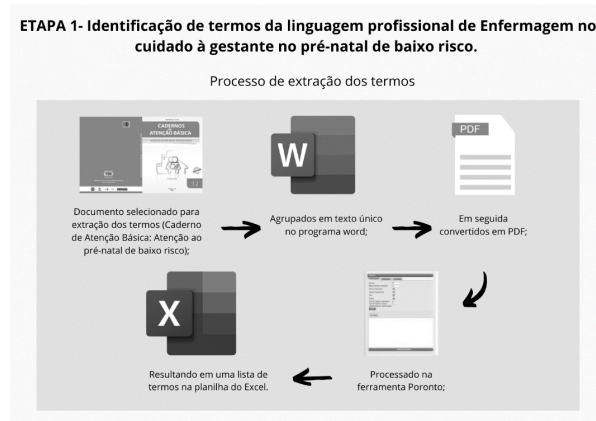 ETAPA 1- Identificação de termos da linguagem profissional de Enfermagem no
cuidado à gestante no pré-natal de baixo risco.
Processo de extração dos termos
CADERNOS
DE
ATENÇÃO BÁSICA
W
PDF
Documento selecionado para
extração dos termos (Caderno
de Atenção Básica: Atenção ao
pré-natal de baixo risco);
Agrupados em texto único
no programa word;
Em seguida
convertidos em PDF;
X
Resultando em uma lista de
termos na planilha do Excel.
Processado na
ferramenta Poronto;